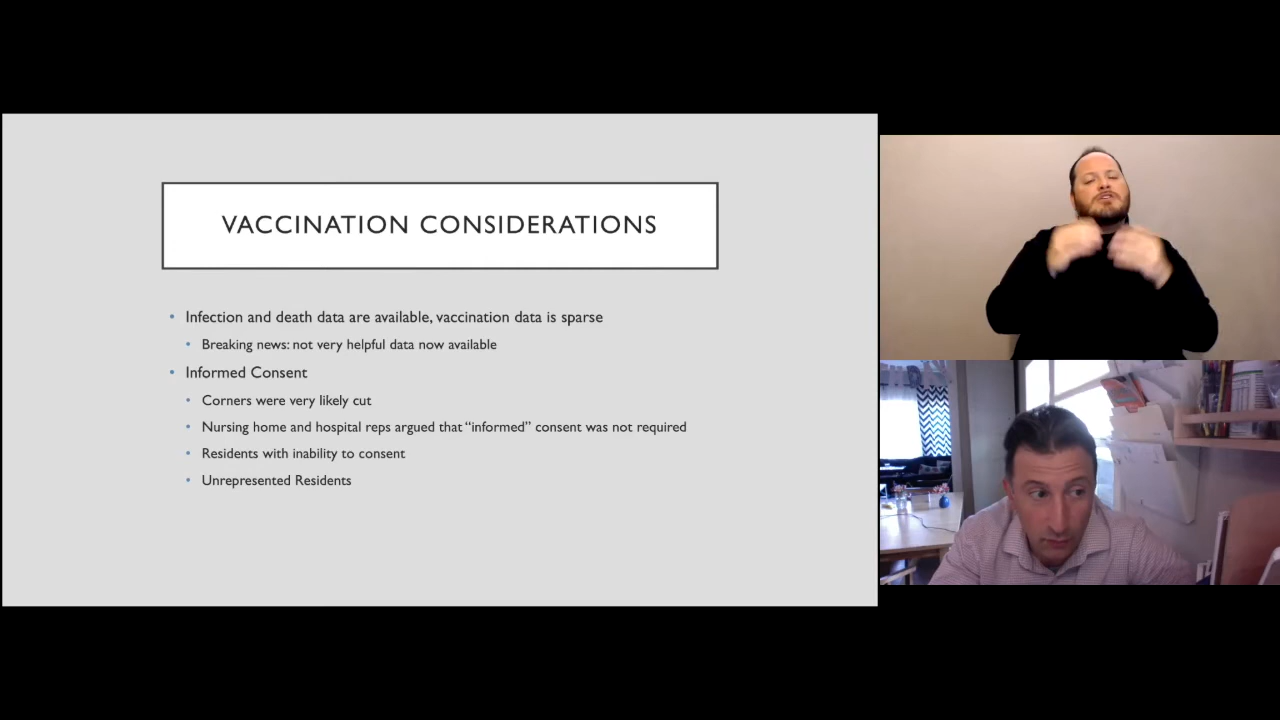 VACCINATION CONSIDERATIONS
Infection and death data are available, vaccination data is sparse
Breaking news: not very helpful data now available
Informed Consent
Corners were very likely cut
Nursing home and hospital reps argued that “informed” consent was not required
Residents with inability to consent
Unrepresented Residents